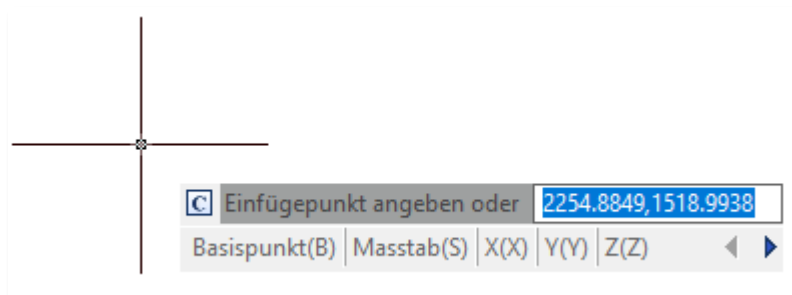 C Einfügepunkt angeben oder 2254.8849,1518.9938
Basispunkt(B) Masstab(S) X(X) Y(Y) Z(Z)